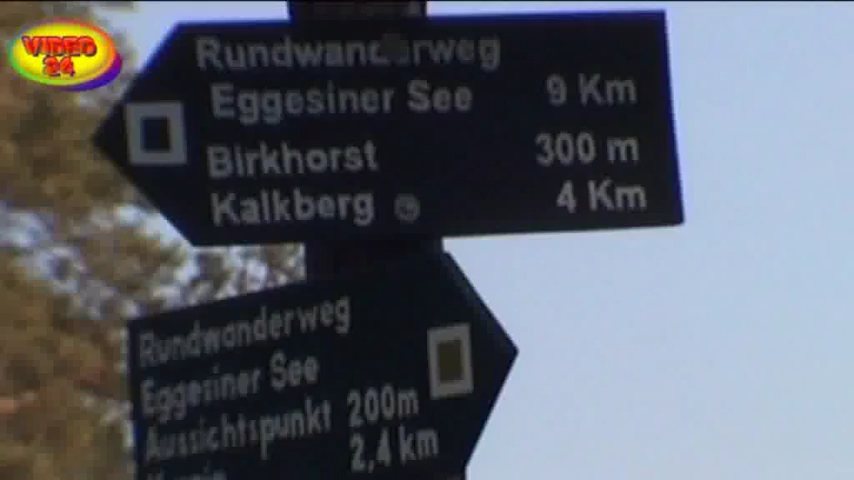 VIDEO
24
Rundwanderweg
Eggesiner See 9 Km
Birkhorst 300 m
Kalkberg 4 Km
Rundwanderweg
Eggesiner See
Aussichtspunkt 200m
2,4 km